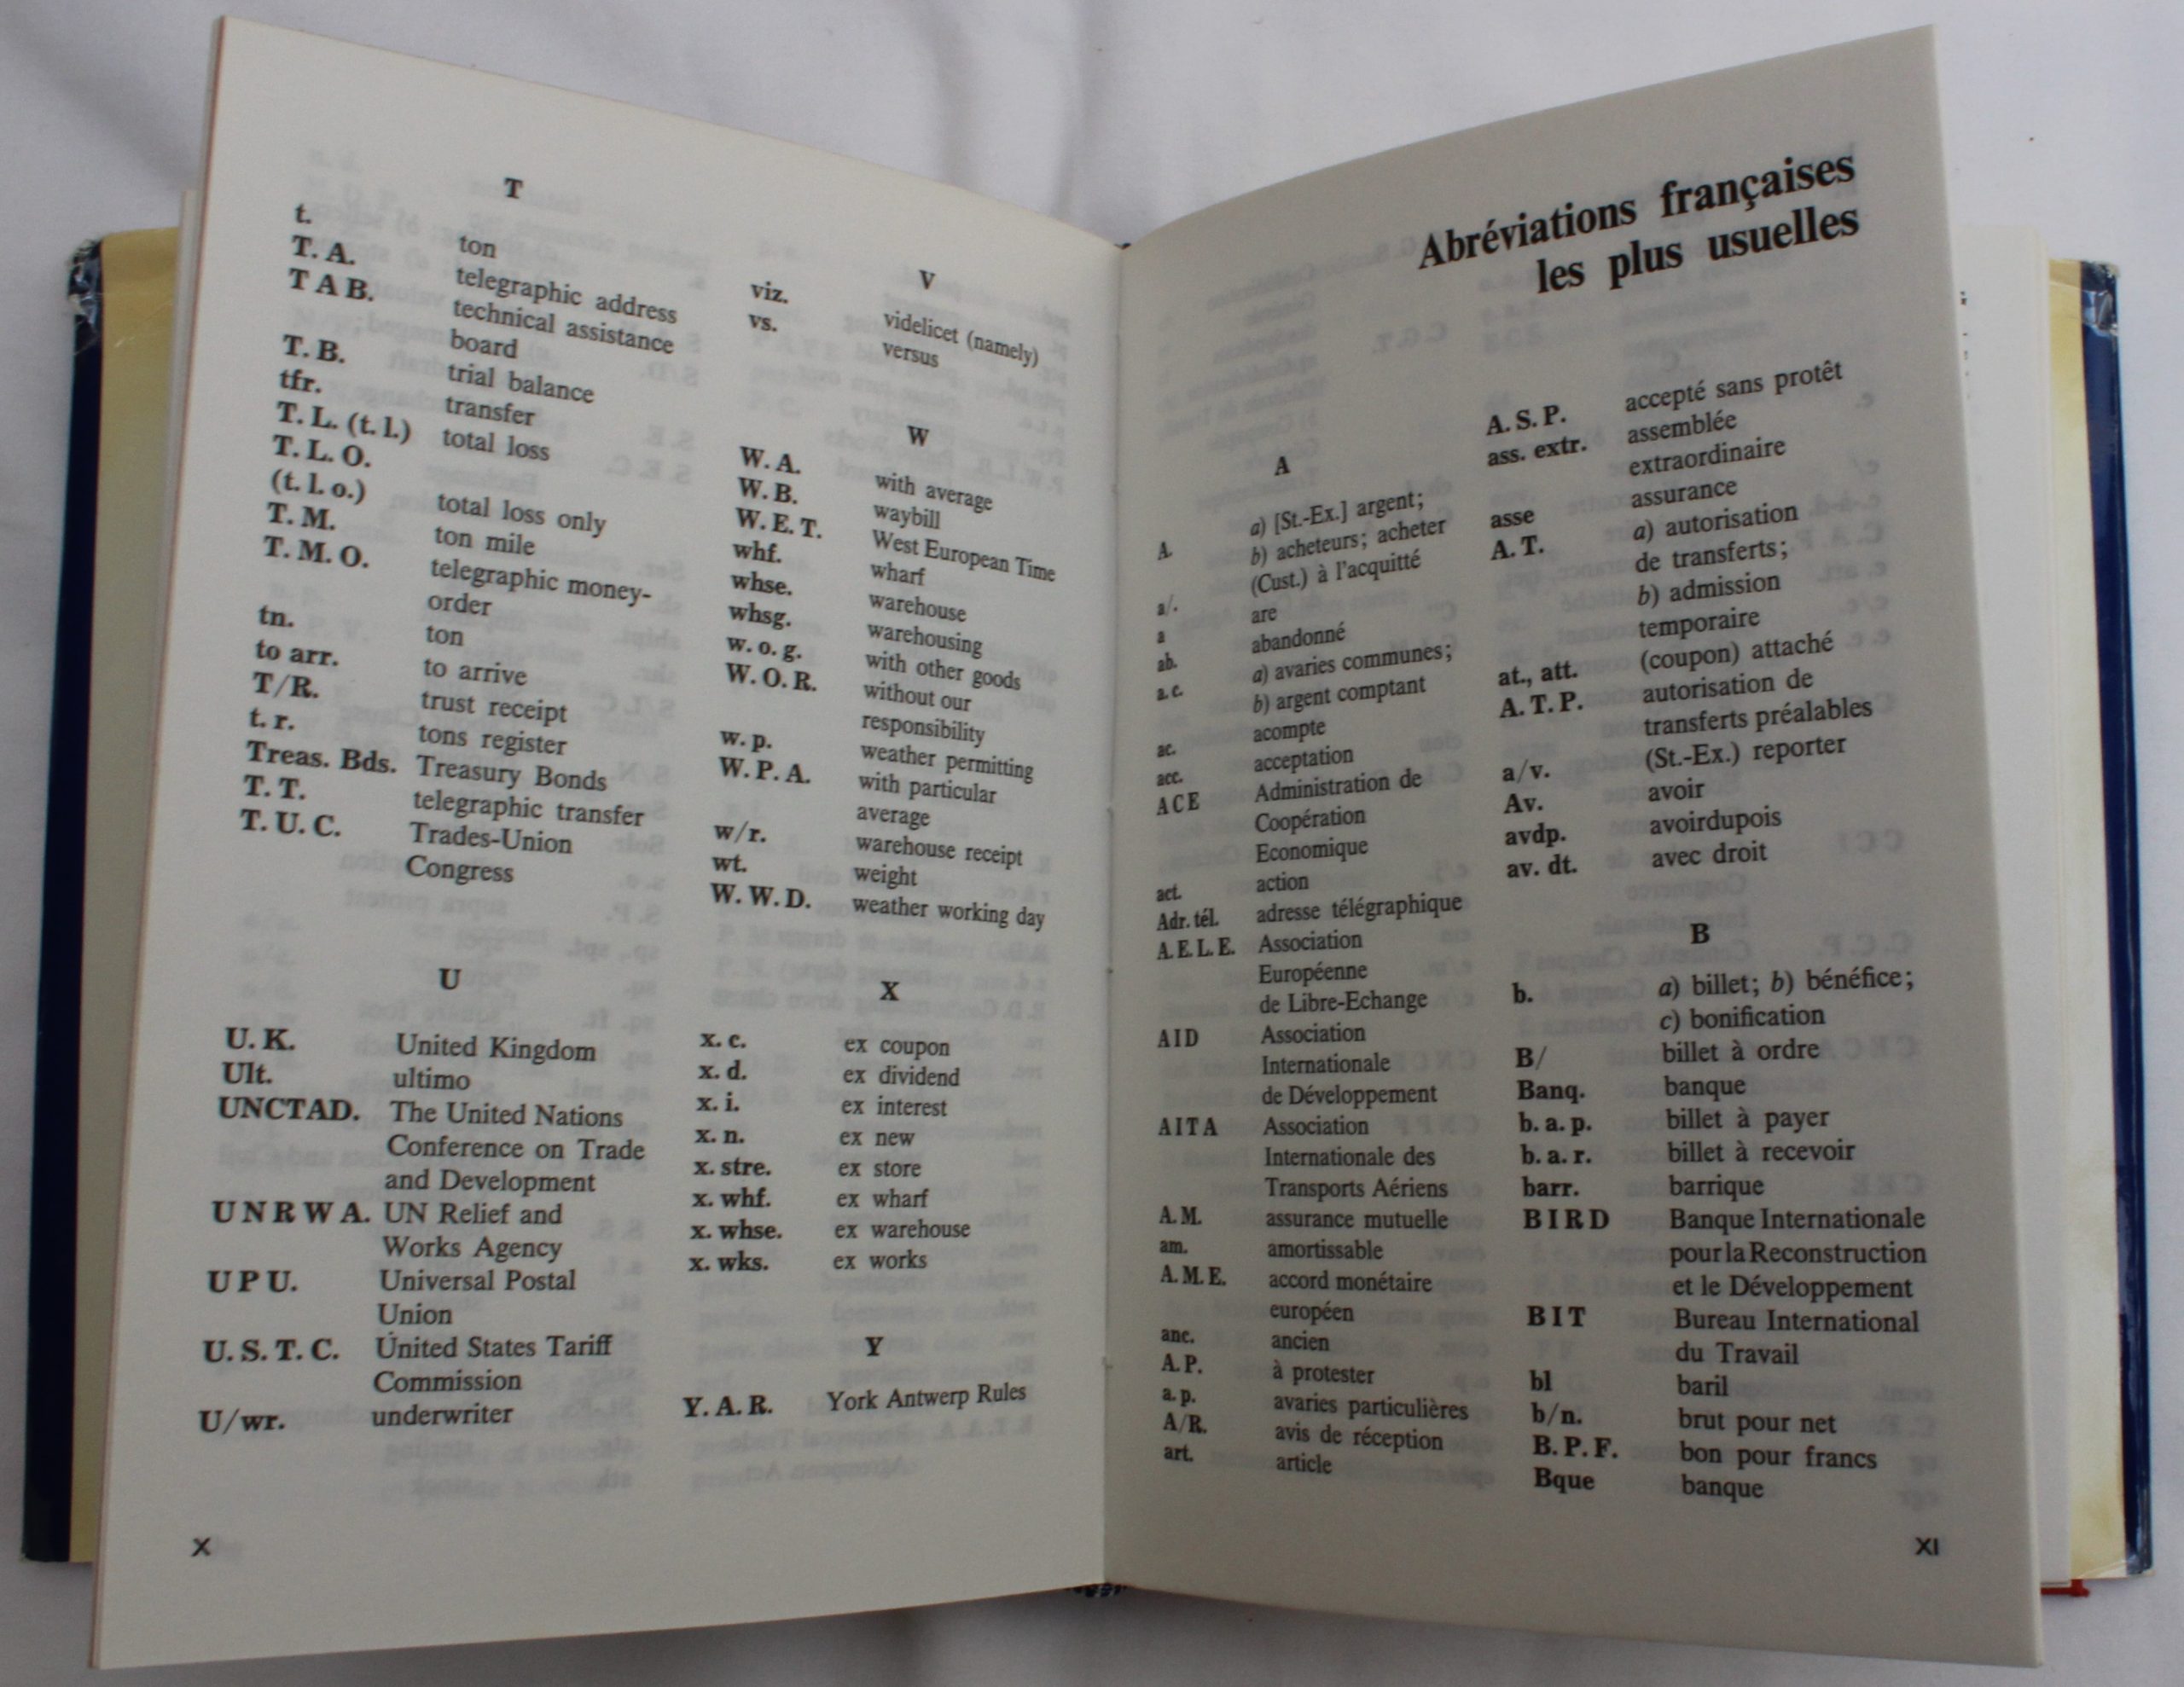 T
t. ton
T. A. telegraphic address
T A B. technical assistance
board
T. B. trial balance
tfr. transfer
T. L. (t. l.) total loss
T. L. O.
(t. l. o.) total loss only
T. M. ton mile
T. M. O. telegraphic money-
order
tn. ton
to arr. to arrive
T/R. trust receipt
t. r. tons register
Treas. Bds. Treasury Bonds
T. T. telegraphic transfer
T. U. C. Trades-Union
Congress
U
U. K. United Kingdom
Ult. ultimo
UNCTAD. The United Nations
Conference on Trade
and Development
U N R W A. UN Relief and
Works Agency
U P U. Universal Postal
Union
U. S. T. C. United States Tariff
Commission
U/wr. underwriter
V
viz. videlicet (namely)
vs. versus
W
W. A. with average
W. B. waybill
W. E. T. West European Time
whf. wharf
whse. warehouse
whsg. warehousing
w. o. g. with other goods
W. O. R. without our
responsibility
w. p. weather permitting
W. P. A. with particular
average
w/r. warehouse receipt
wt. weight
W. W. D. weather working day
X
x. c. ex coupon
x. d. ex dividend
x. i. ex interest
x. n. ex new
x. stre. ex store
x. whf. ex wharf
x. whse. ex warehouse
x. wks. ex works
Y
Y. A. R. York Antwerp Rules
X
Abréviations françaises
les plus usuelles
A
A. a) [St.-Ex.] argent;
b) acheteurs; acheter
a/. (Cust.) à l'acquitté
a are
ab. abandonné
a. c. a) avaries communes;
b) argent comptant
ac. acompte
acc. acceptation
A C E Administration de
Coopération
Economique
act. action
Adr. tél. adresse télégraphique
A. E. L. E. Association
Européenne
de Libre-Echange
A I D Association
Internationale
de Développement
A I T A Association
Internationale des
Transports Aériens
A. M. assurance mutuelle
am. amortissable
A. M. E. accord monétaire
européen
anc. ancien
A. P. à protester
a. p. avaries particulières
A/R. avis de réception
art. article
A. S. P. accepté sans protêt
ass. extr. assemblée
extraordinaire
asse assurance
A. T. a) autorisation
de transferts;
b) admission
temporaire
at., att. (coupon) attaché
A. T. P. autorisation de
transferts préalables
a/v. (St.-Ex.) reporter
Av. avoir
avdp. avoirdupois
av. dt. avec droit
B
b. a) billet; b) bénéfice;
c) bonification
B/ billet à ordre
Banq. banque
b. a. p. billet à payer
b. a. r. billet à recevoir
barr. barrique
B I R D Banque Internationale
pour la Reconstruction
et le Développement
B I T Bureau International
du Travail
bl baril
b/n. brut pour net
B. P. F. bon pour francs
Bque banque
XI